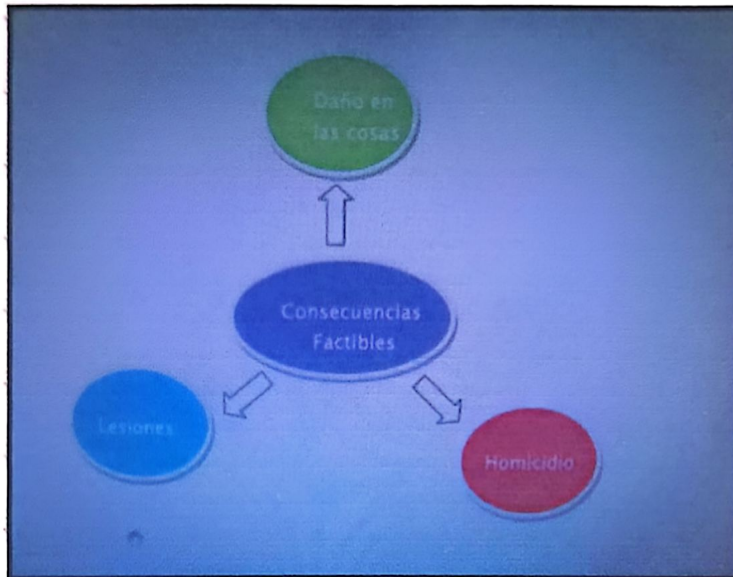 Daño en
las cosas
Consecuencias
Factibles
Lesiones
Homicidio